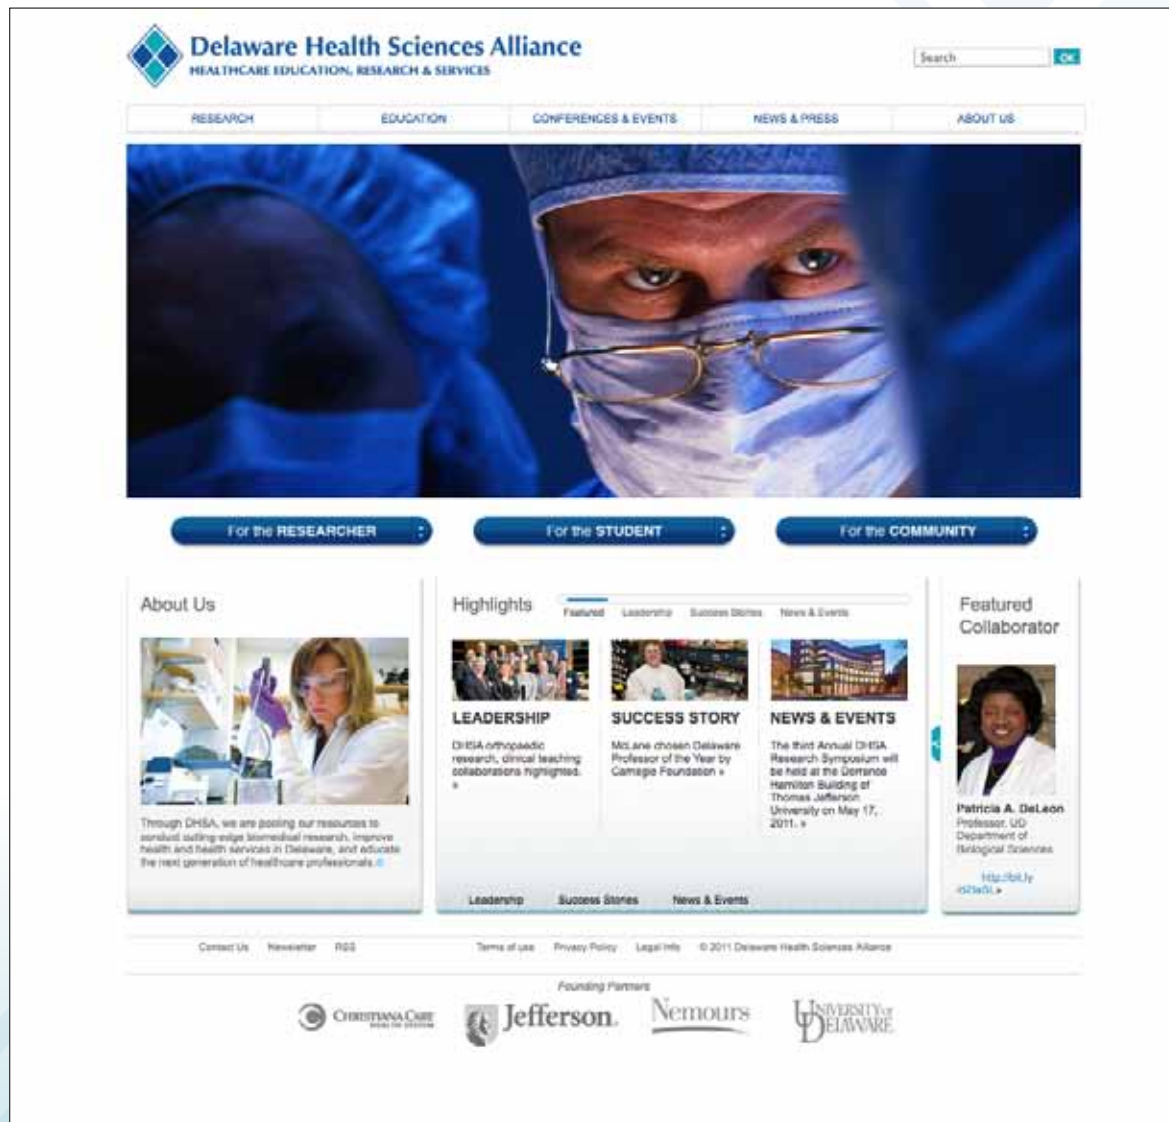 Delaware Health Sciences Alliance
HEALTHCARE EDUCATION, RESEARCH & SERVICES
Search
OK
RESEARCH
EDUCATION
CONFERENCES & EVENTS
NEWS & PRESS
ABOUT US
For the RESEARCHER
For the STUDENT
For the COMMUNITY
About Us
Through DHSA, we are pooling our resources to
conduct cutting-edge biomedical research, improve
health and health services in Delaware, and educate
the next generation of healthcare professionals.
Highlights
Featured
Leadership
Success Stories
News & Events
LEADERSHIP
DHSA orthopaedic
research, clinical teaching
collaborations highlighted.
»
SUCCESS STORY
McLane chosen Delaware
Professor of the Year by
Carnegie Foundation »
NEWS & EVENTS
The third Annual DHSA
Research Symposium will
be held at the Dorrance
Hamilton Building of
Thomas Jefferson
University on May 17,
2011. »
Leadership
Success Stories
News & Events
Featured
Collaborator
Patricia A. DeLeon
Professor, UD
Department of
Biological Sciences
http://bit.ly
Contact Us
Newsletter
RSS
Terms of use
Privacy Policy
Legal Info
© 2011 Delaware Health Sciences Alliance
Founding Partners
CHRISTIANA CARE
HEALTH SYSTEM
Jefferson.
Nemours
UNIVERSITY OF
DELAWARE